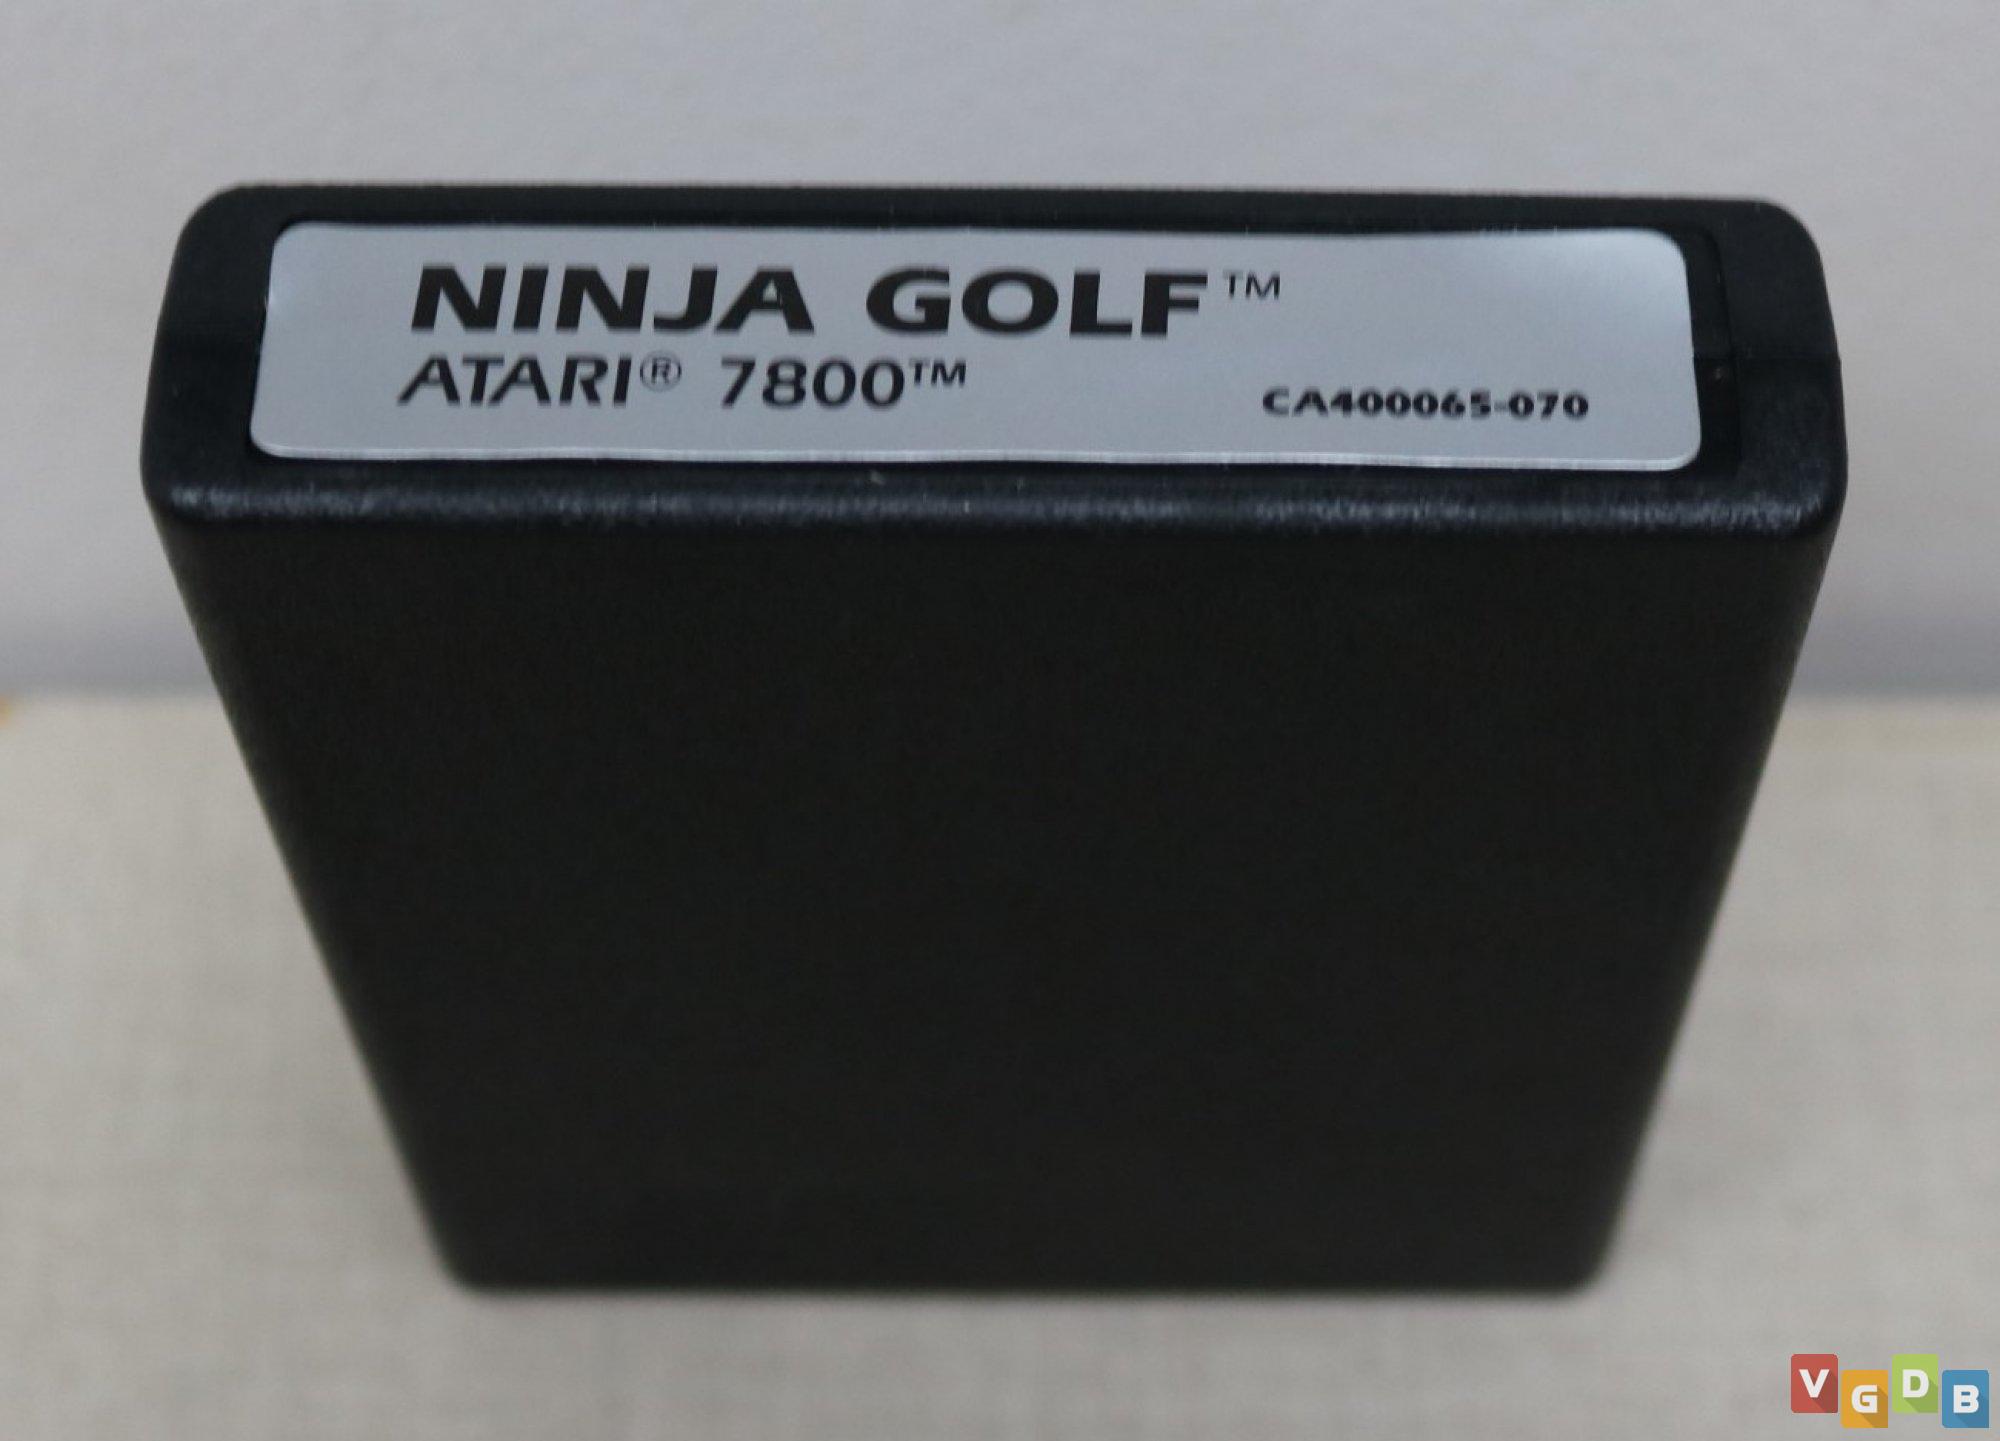 NINJA GOLF™
ATARI® 7800™
CA400065-070
VGDB